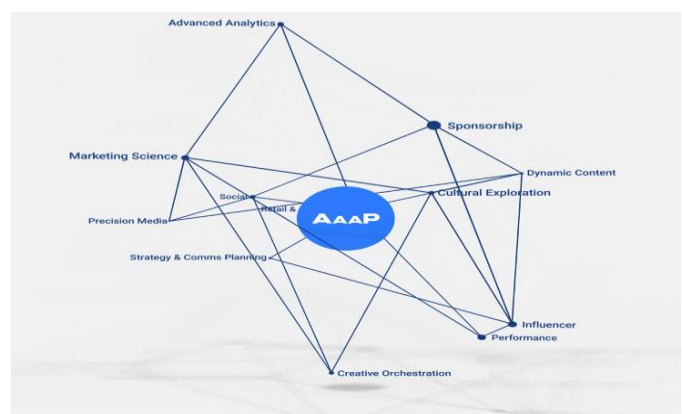 Advanced Analytics
Sponsorship
Marketing Science
Dynamic Content
Social
Cultural Exploration
Retail &
AAAP
Precision Media
Strategy & Comms Planning
Influencer
Performance
Creative Orchestration